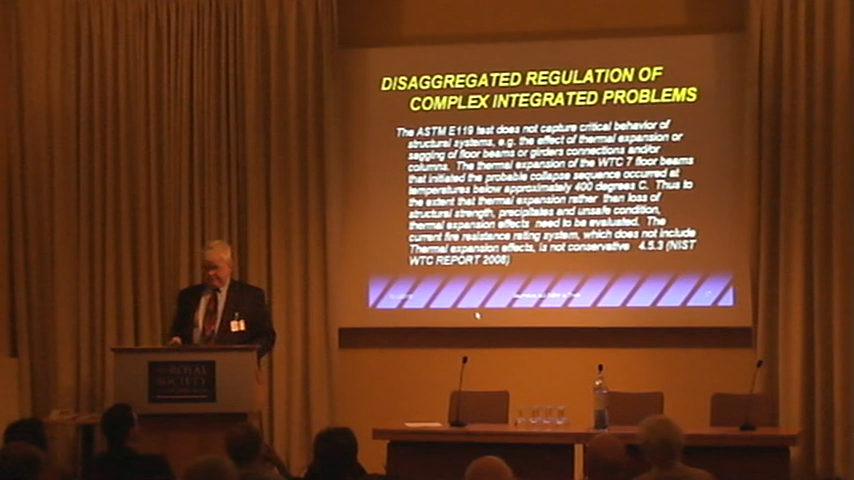 DISAGGREGATED REGULATION OF
COMPLEX INTEGRATED PROBLEMS
The ASTM E119 test does not capture critical behavior of
structural systems, e.g. the effect of thermal expansion or
sagging of floor beams or girders connections and/or
columns. The thermal expansion of the WTC 7 floor beams
that initiated the probable collapse sequence occurred at
temperatures below approximately 400 degrees C. Thus to
the extent that thermal expansion rather than loss of
structural strength, precipitates and unsafe condition,
thermal expansion effects need to be evaluated. The
current fire resistance rating system, which does not include
Thermal expansion effects, is not conservative 4.5.3 (NIST
WTC REPORT 2008)
ROYAL
SOCIETY